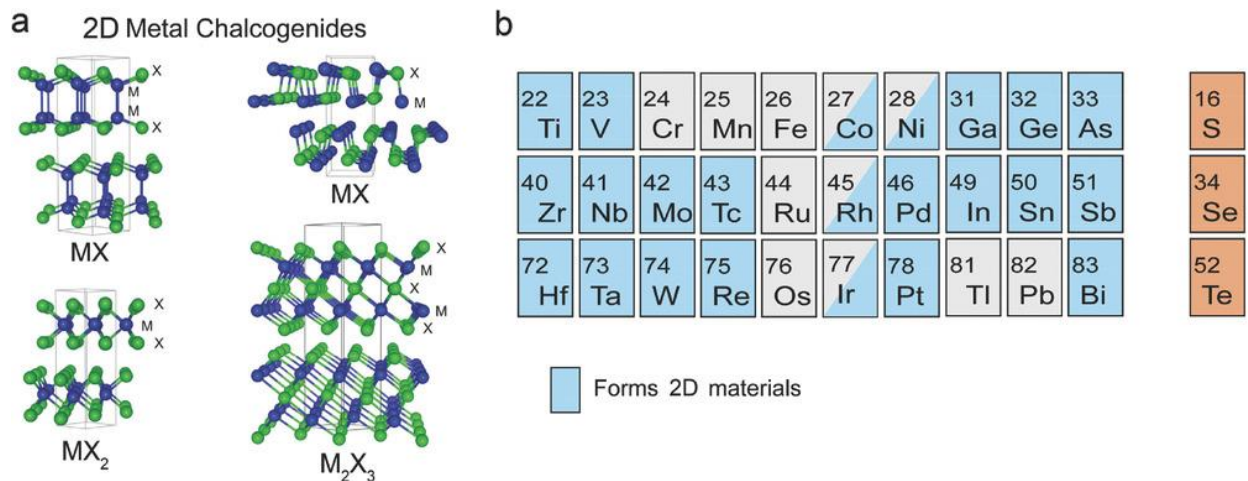 a
2D Metal Chalcogenides
X
M
M
X
MX
X
M
MX
X
M
X
MX₂
X
M
X
M
X
M₂X₃
b
22 Ti 23 V 24 Cr 25 Mn 26 Fe 27 Co 28 Ni 31 Ga 32 Ge 33 As 16 S
40 Zr 41 Nb 42 Mo 43 Tc 44 Ru 45 Rh 46 Pd 49 In 50 Sn 51 Sb 34 Se
72 Hf 73 Ta 74 W 75 Re 76 Os 77 Ir 78 Pt 81 Tl 82 Pb 83 Bi 52 Te
Forms 2D materials